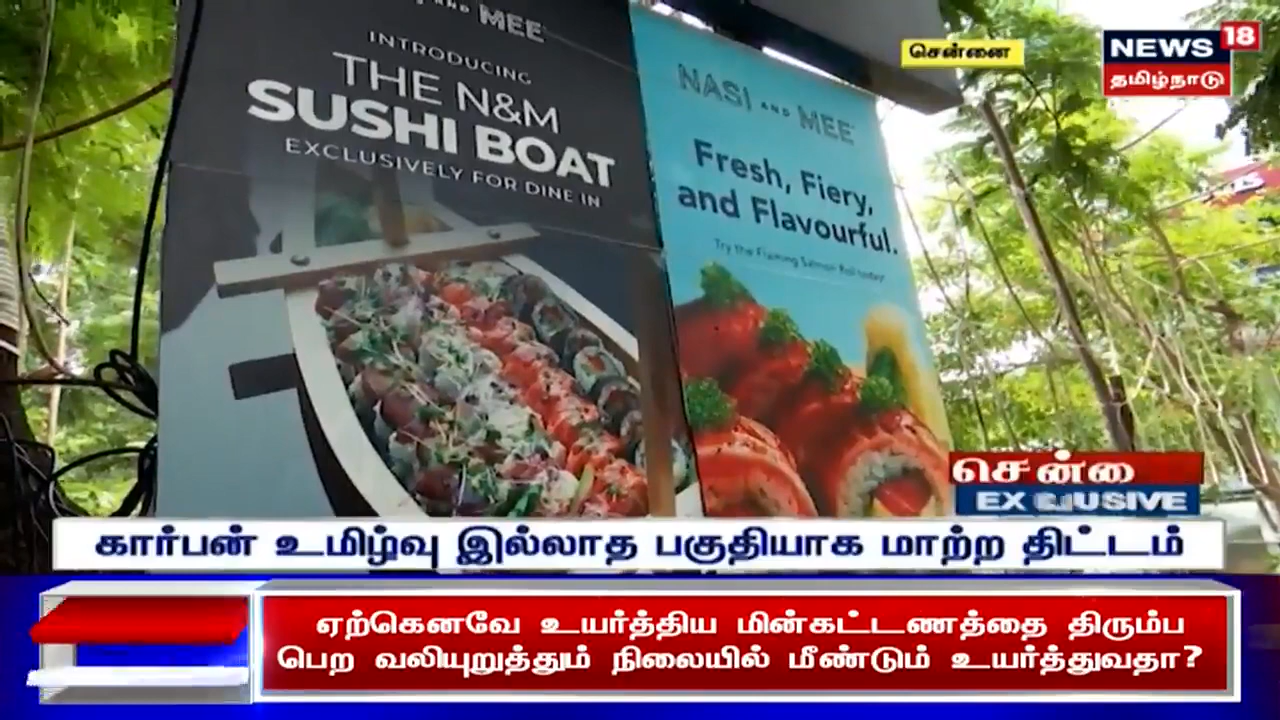 AND MEE
INTRODUCING
THE N&M
SUSHI BOAT
EXCLUSIVELY FOR DINE IN
NASI AND MEE
Fresh, Fiery,
and Flavourful.
Try the Flaming Salmon Roll today!
சென்னை
NEWS 18
தமிழ்நாடு
சென்னை
EXCLUSIVE
கார்பன் உமிழ்வு இல்லாத பகுதியாக மாற்ற திட்டம்
ஏற்கெனவே உயர்த்திய மின்கட்டணத்தை திரும்ப
பெற வலியுறுத்தும் நிலையில் மீண்டும் உயர்த்துவதா?